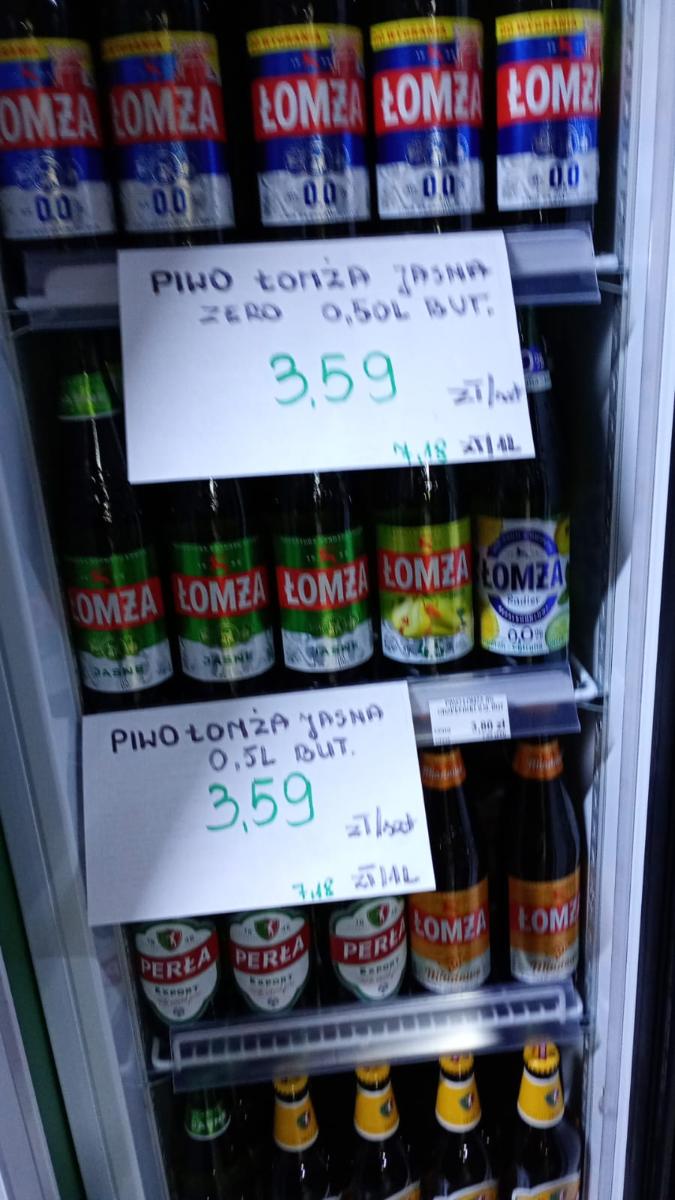 ŁOMŻA ŁOMŻA ŁOMŻA ŁOMŻA ŁOMŻA
0.0 0.0 0.0 0.0 0.0
PIWO ŁOMŻA JASNA
ZERO 0,50L BUT.
3,59
zł/szt
7,18 zł/1L
ŁOMŻA ŁOMŻA ŁOMŻA ŁOMŻA ŁOMŻA
Radler
JASNE JASNE JASNE
0,0%
PIWO ŁOMŻA JASNA
0,5L BUT.
3,59
zł/szt
7,18 zł/1L
3,80 zł
PERŁA PERŁA PERŁA ŁOMŻA ŁOMŻA
EXPORT EXPORT EXPORT Miodowe